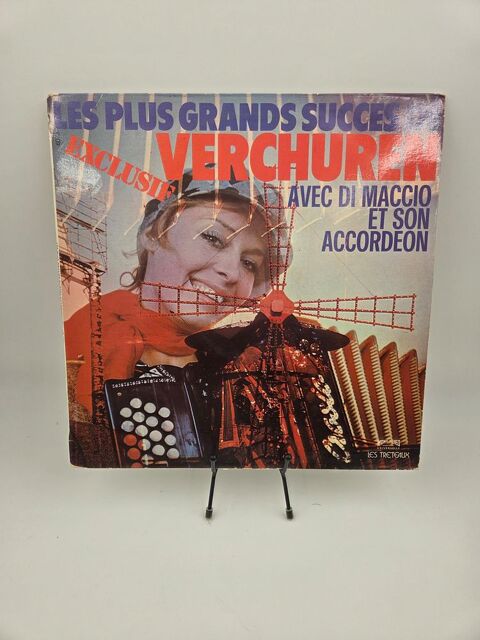 LES PLUS GRANDS SUCCES
EXCLUSIF
VERCHUREN
AVEC DI MACCIO
ET SON
ACCORDEON
LES TRETEAUX